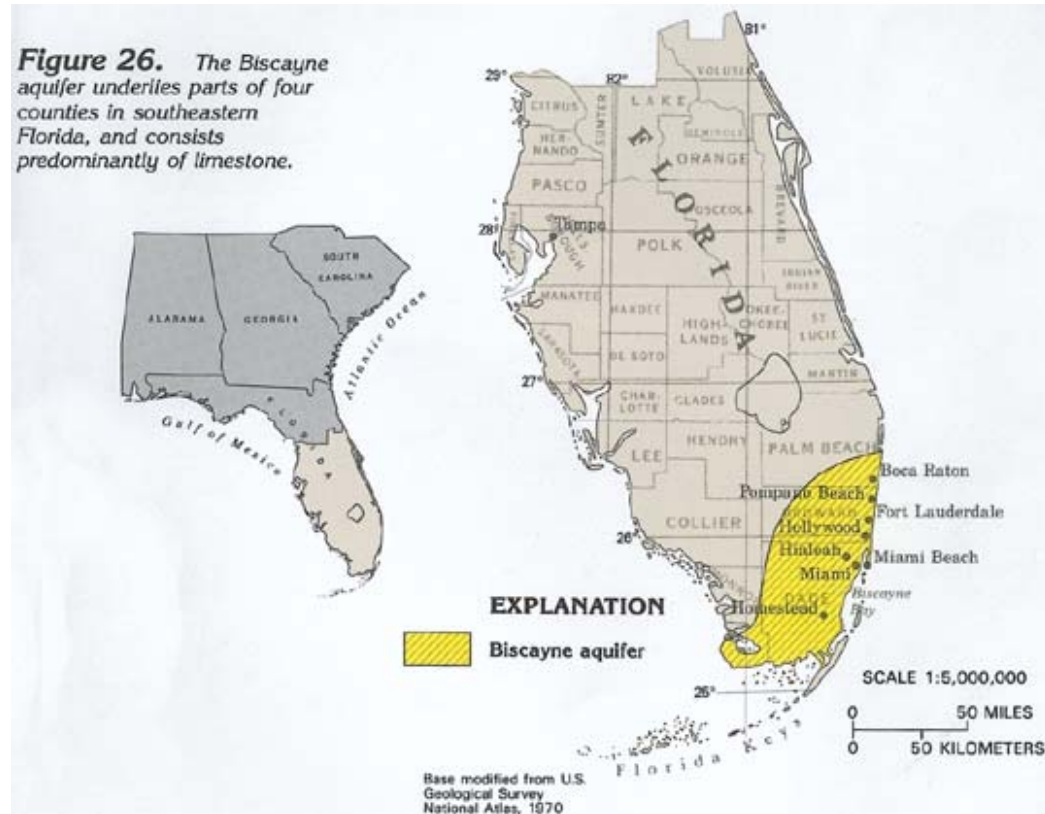 Figure 26. The Biscayne
aquifer underlies parts of four
counties in southeastern
Florida, and consists
predominantly of limestone.
ALABAMA
GEORGIA
SOUTH
CAROLINA
FLORIDA
Atlantic Ocean
Gulf of Mexico
81°
82°
29°
28°
27°
26°
25°
FLORIDA
VOLUSIA
CITRUS
SUMTER
LAKE
HER-
NANDO
SEMINOLE
ORANGE
PASCO
BREVARD
OSCEOLA
Tampa
POLK
INDIAN
RIVER
MANATEE
HARDEE
HIGH-
LANDS
OKEE-
CHOBEE
ST
LUCIE
SARASOTA
DE SOTO
MARTIN
CHAR-
LOTTE
GLADES
HENDRY
PALM BEACH
LEE
COLLIER
Boca Raton
Pompano Beach
Fort Lauderdale
Hollywood
Hialeah
Miami Beach
Miami
DADE
Biscayne
Bay
Homestead
Florida Keys
EXPLANATION
Biscayne aquifer
SCALE 1:5,000,000
0 50 MILES
0 50 KILOMETERS
Base modified from U.S.
Geological Survey
National Atlas, 1970